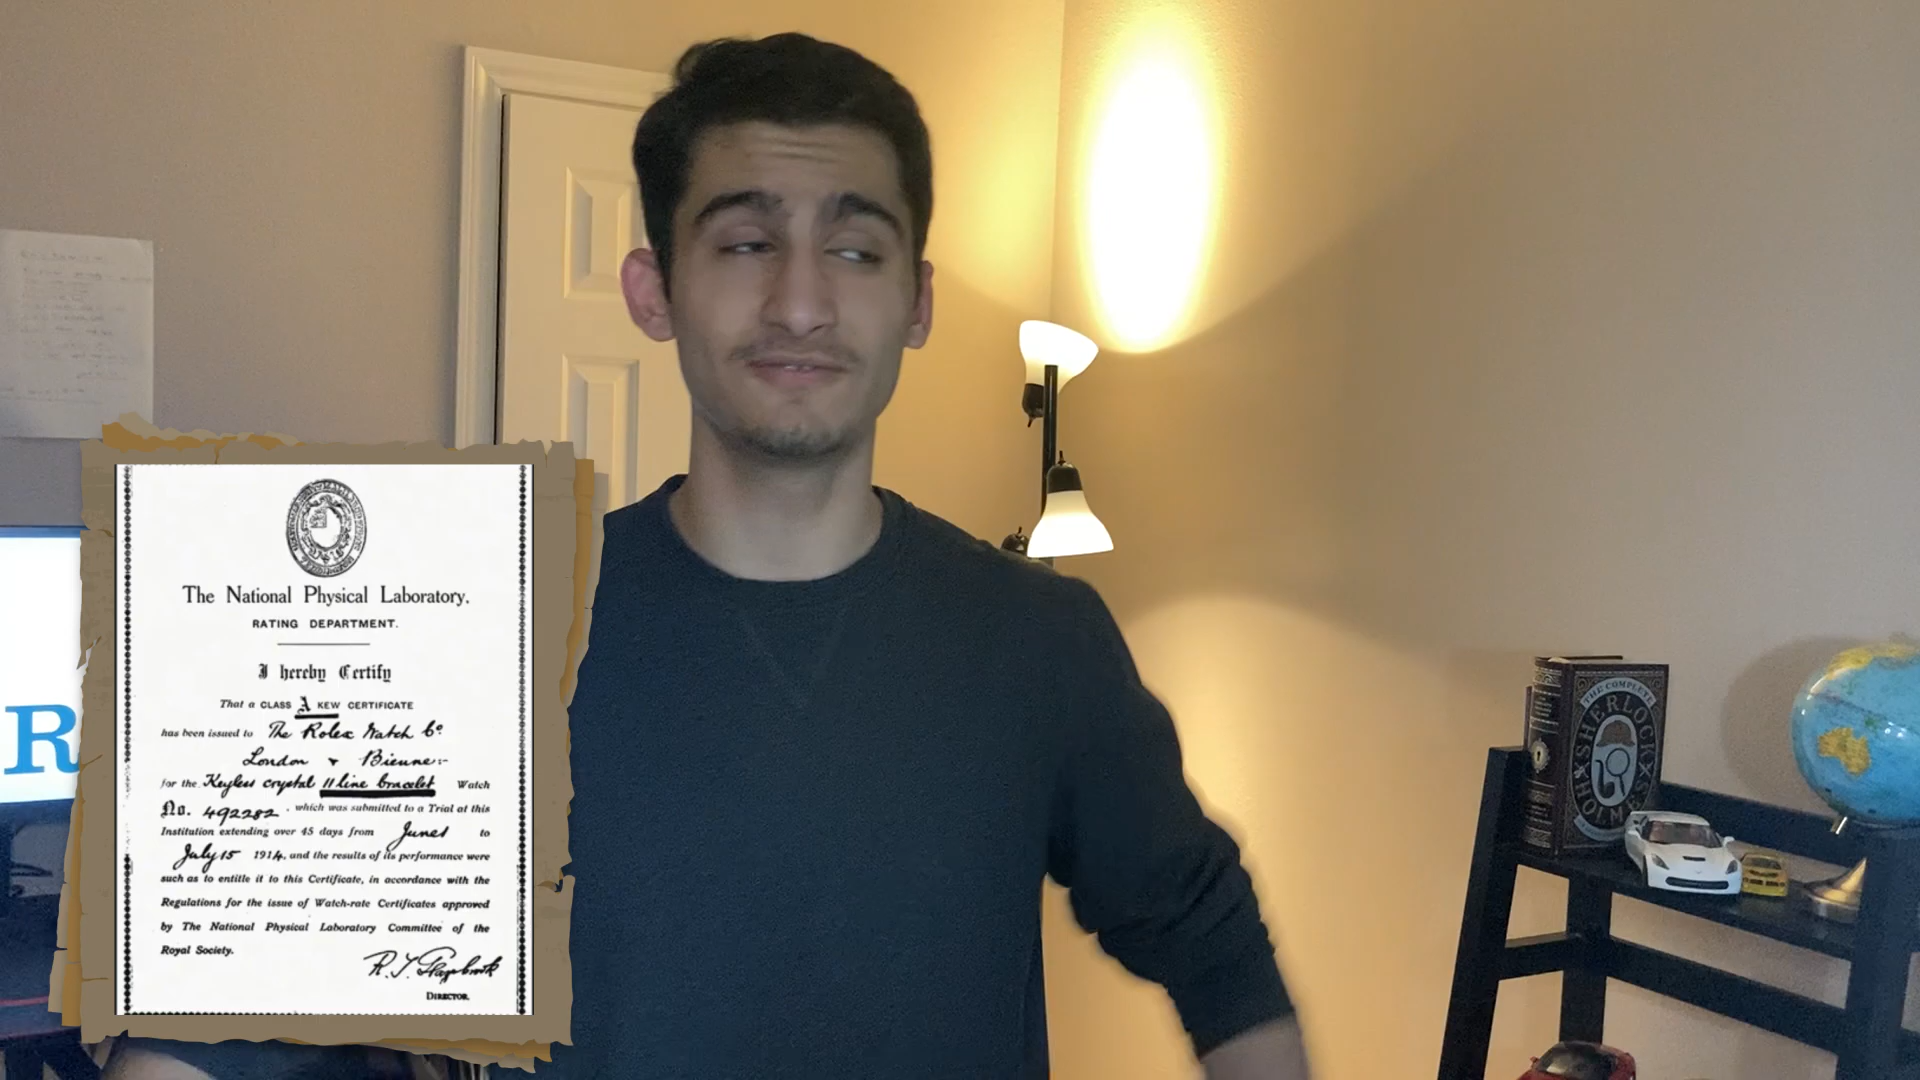 The National Physical Laboratory.
RATING DEPARTMENT.
I hereby Certify
That a CLASS A KEW CERTIFICATE
has been issued to The Rolex Watch Co
London & Bienne:-
for the Keyless crystal 11 line bracelet Watch
No. 492282, which was submitted to a Trial at this
Institution extending over 45 days from June 1 to
July 15 1914, and the results of its performance were
such as to entitle it to this Certificate, in accordance with the
Regulations for the issue of Watch-rate Certificates approved
by The National Physical Laboratory Committee of the
Royal Society.
R. T. Glazebrook
DIRECTOR.
R
THE COMPLETE
SHERLOCK
HOLMES